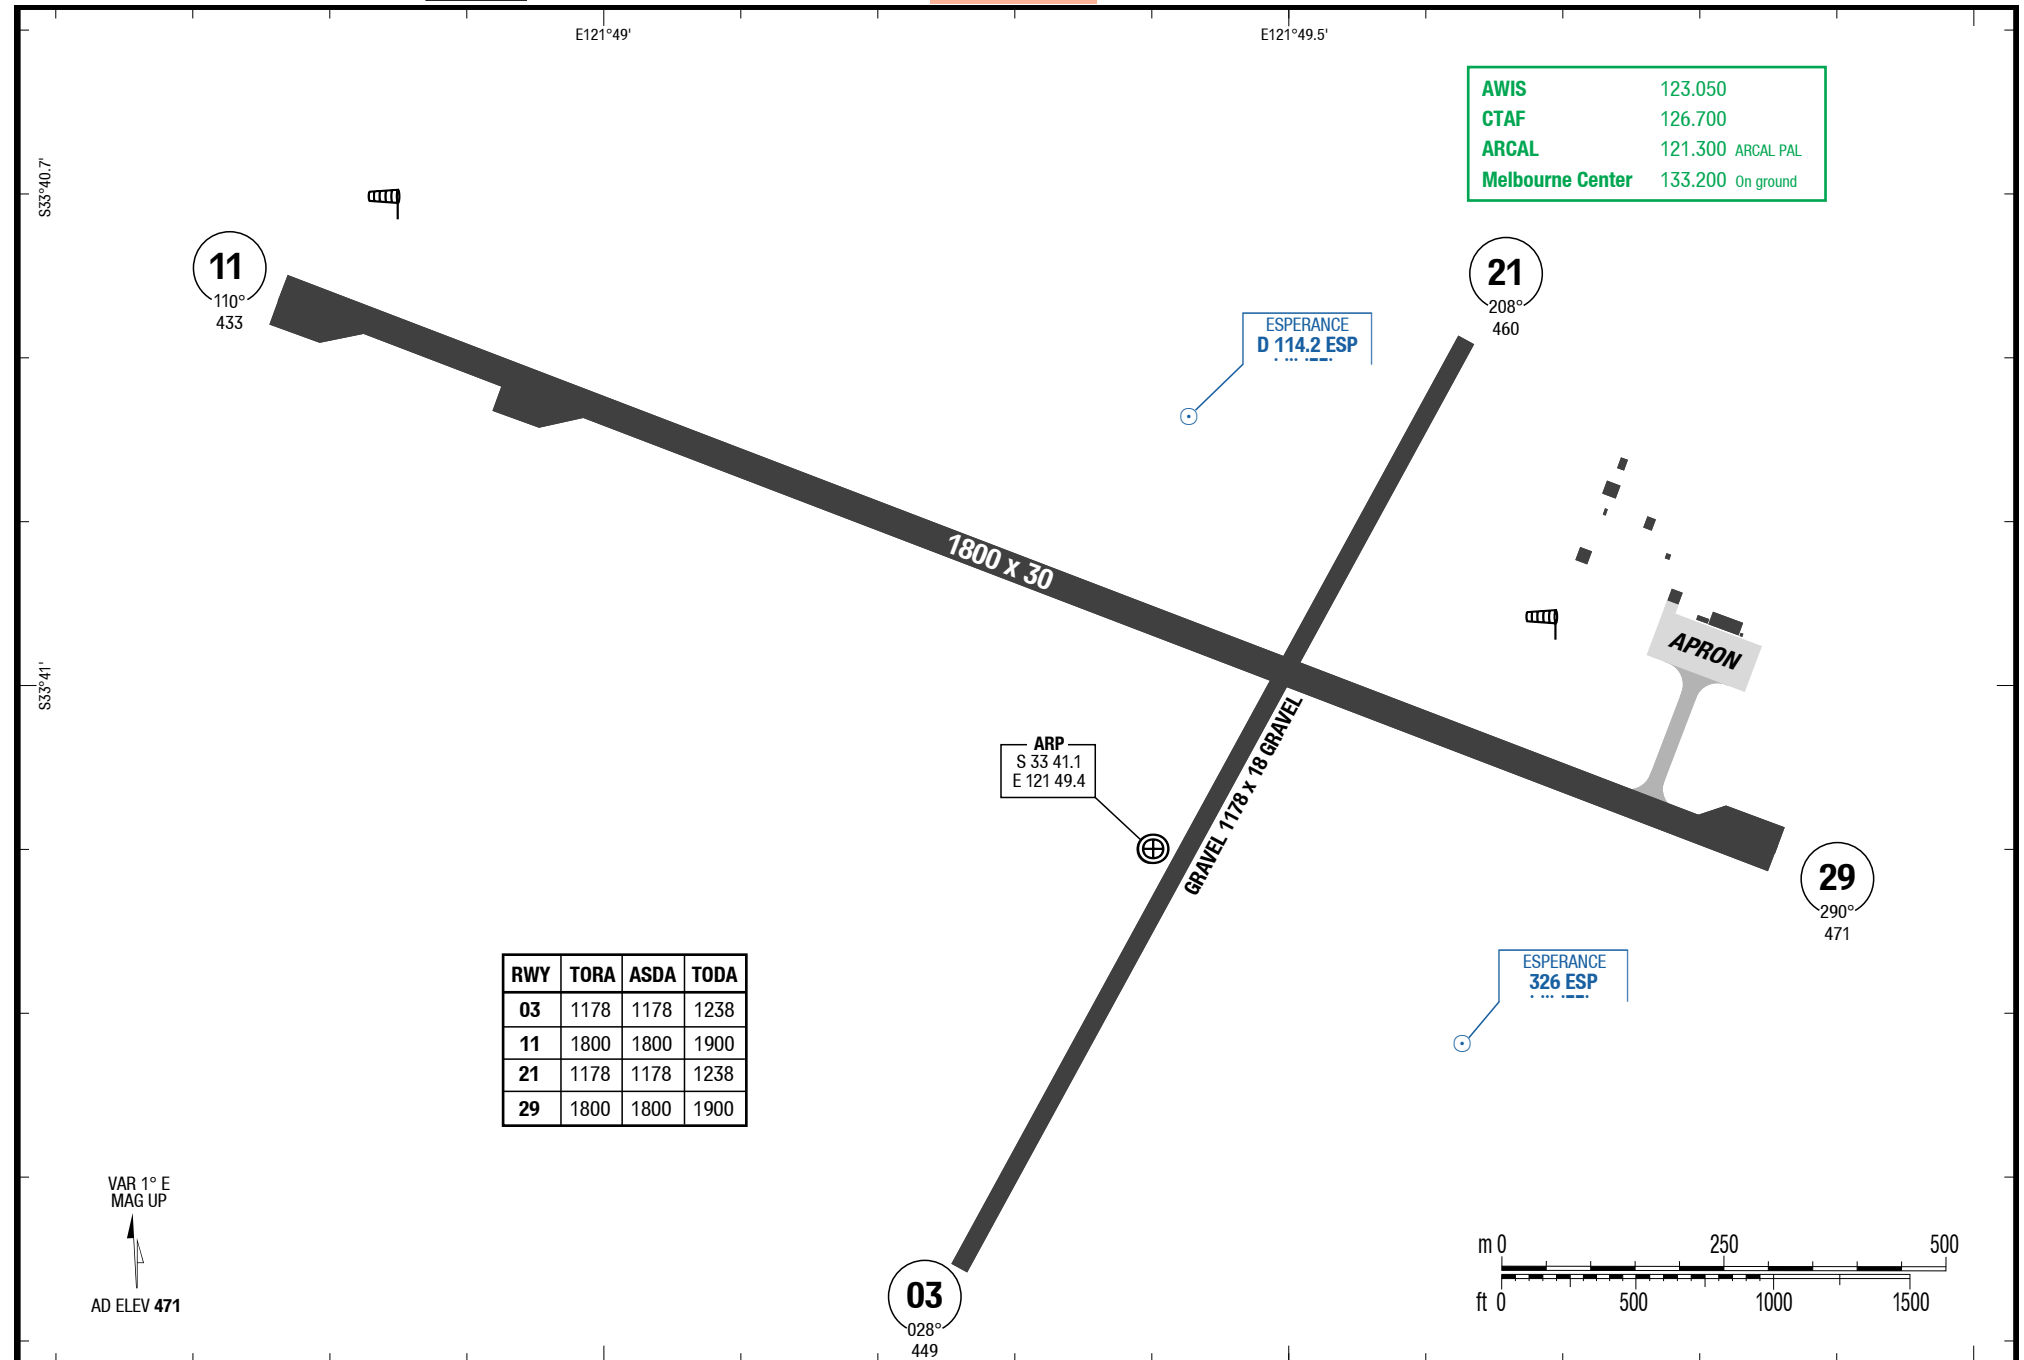 E121°49'
E121°49.5'
AWIS 123.050
CTAF 126.700
ARCAL 121.300 ARCAL PAL
Melbourne Center 133.200 On ground
S33°40.7'
11
110°
433
21
208°
460
ESPERANCE
D 114.2 ESP
1800 x 30
APRON
S33°41'
GRAVEL 1178 x 18 GRAVEL
ARP
S 33 41.1
E 121 49.4
29
290°
471
ESPERANCE
326 ESP
RWY TORA ASDA TODA
03 1178 1178 1238
11 1800 1800 1900
21 1178 1178 1238
29 1800 1800 1900
VAR 1° E
MAG UP
AD ELEV 471
03
028°
449
m 0 250 500
ft 0 500 1000 1500